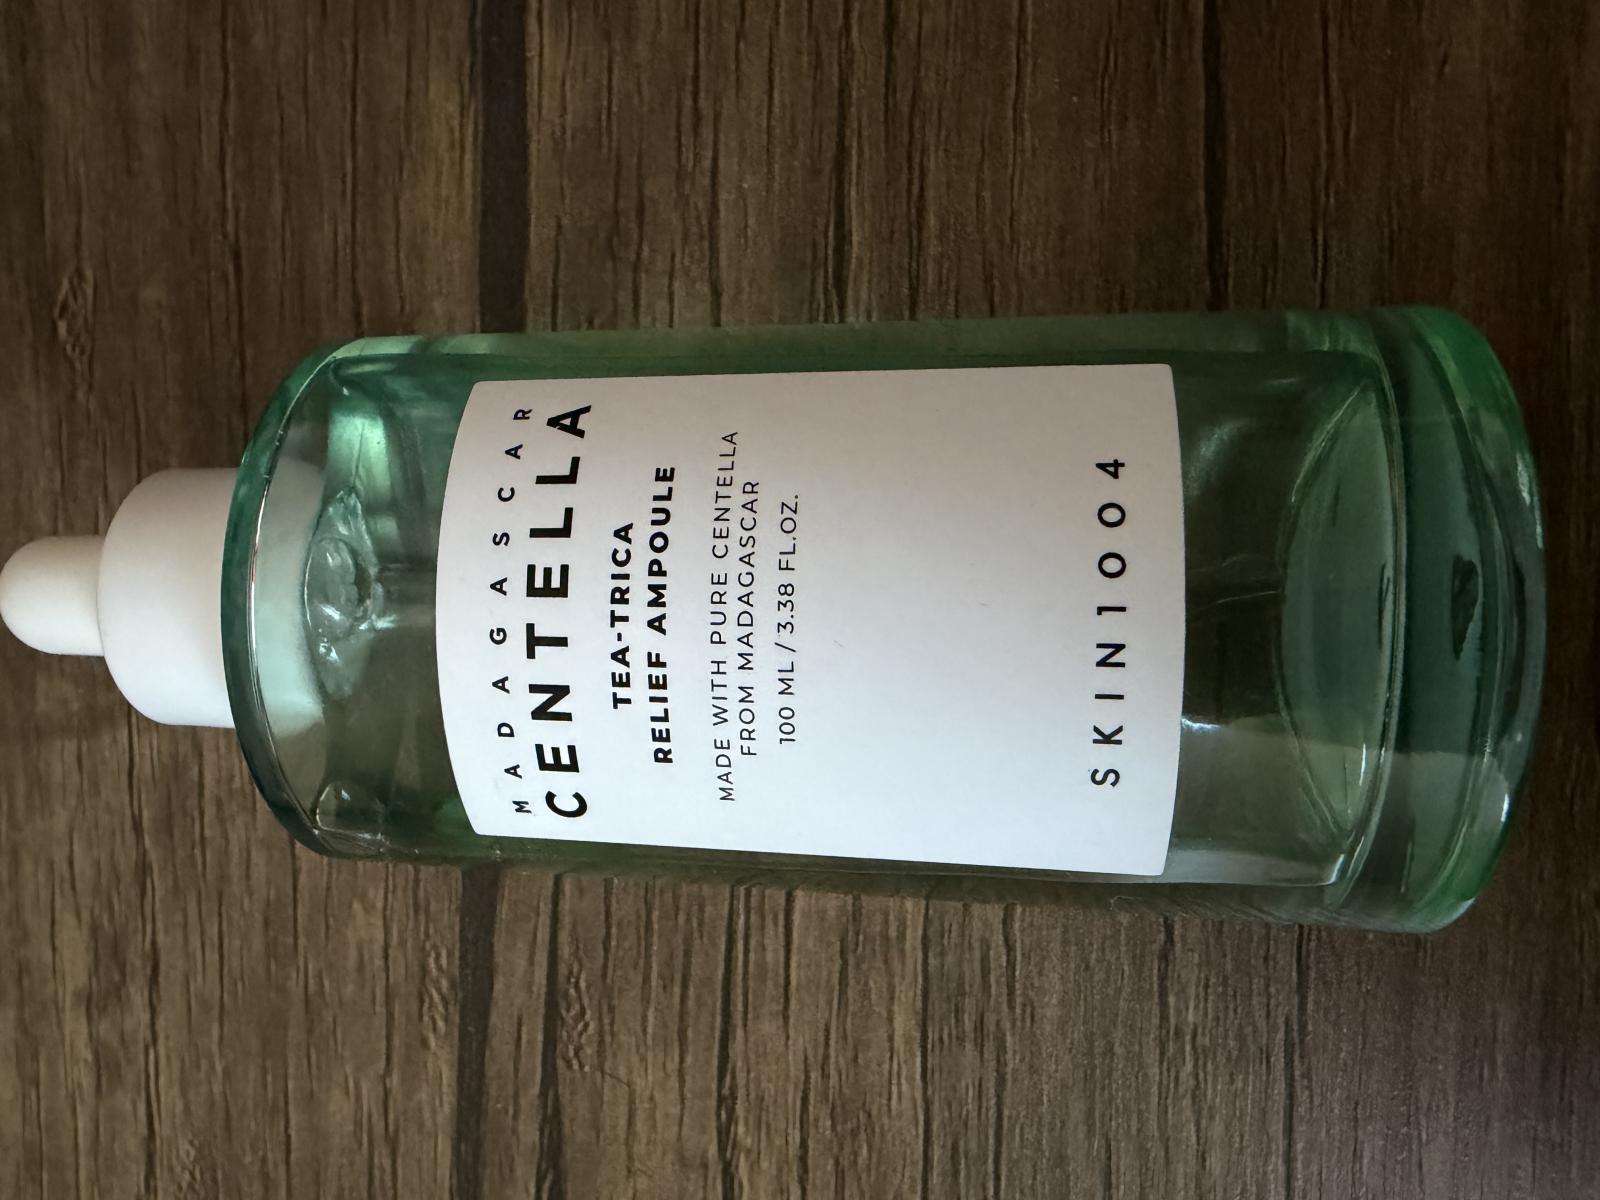 MADAGASCAR
CENTELLA
TEA-TRICA
RELIEF AMPOULE
MADE WITH PURE CENTELLA
FROM MADAGASCAR
100 ML / 3.38 FL.OZ.
SKIN1004